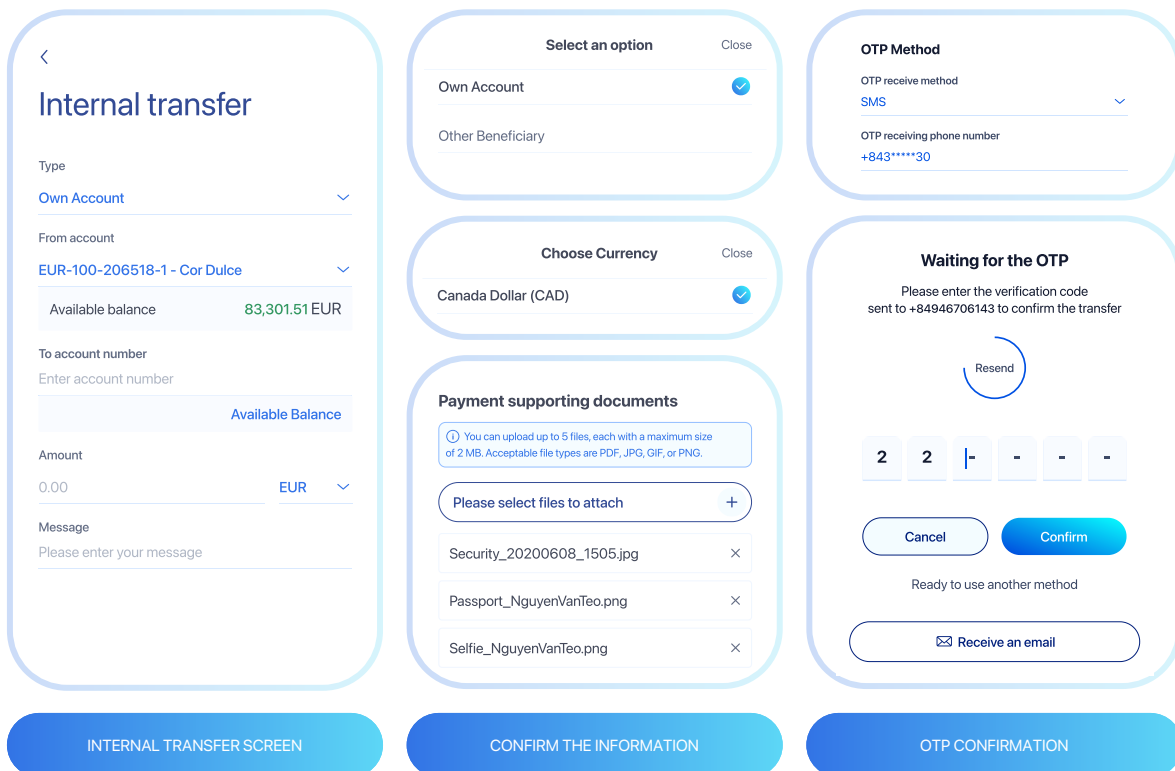 Internal transfer
Type
Own Account
From account
EUR-100-206518-1 - Cor Dulce
Available balance 83,301.51 EUR
To account number
Enter account number
Available Balance
Amount
0.00 EUR
Message
Please enter your message
INTERNAL TRANSFER SCREEN
Select an option Close
Own Account
Other Beneficiary
Choose Currency Close
Canada Dollar (CAD)
Payment supporting documents
You can upload up to 5 files, each with a maximum size
of 2 MB. Acceptable file types are PDF, JPG, GIF, or PNG.
Please select files to attach
Security_20200608_1505.jpg
Passport_NguyenVanTeo.png
Selfie_NguyenVanTeo.png
CONFIRM THE INFORMATION
OTP Method
OTP receive method
SMS
OTP receiving phone number
+843*****30
Waiting for the OTP
Please enter the verification code
sent to +84946706143 to confirm the transfer
Resend
2 2 - - - -
Cancel Confirm
Ready to use another method
Receive an email
OTP CONFIRMATION